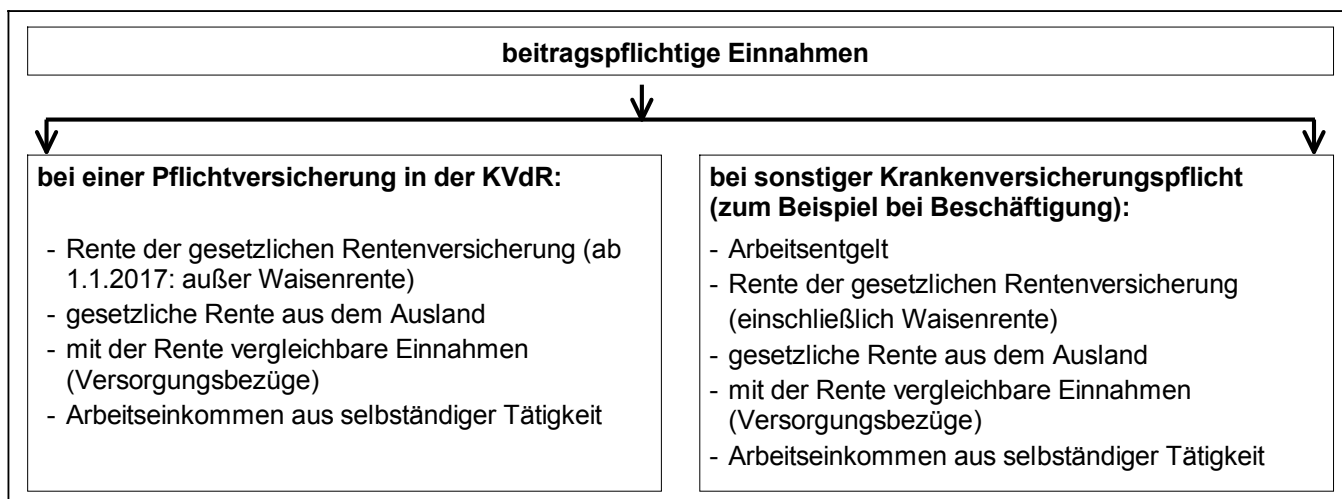 beitragspflichtige Einnahmen
bei einer Pflichtversicherung in der KVdR:
- Rente der gesetzlichen Rentenversicherung (ab
1.1.2017: außer Waisenrente)
- gesetzliche Rente aus dem Ausland
- mit der Rente vergleichbare Einnahmen
(Versorgungsbezüge)
- Arbeitseinkommen aus selbständiger Tätigkeit
bei sonstiger Krankenversicherungspflicht
(zum Beispiel bei Beschäftigung):
- Arbeitsentgelt
- Rente der gesetzlichen Rentenversicherung
(einschließlich Waisenrente)
- gesetzliche Rente aus dem Ausland
- mit der Rente vergleichbare Einnahmen
(Versorgungsbezüge)
- Arbeitseinkommen aus selbständiger Tätigkeit